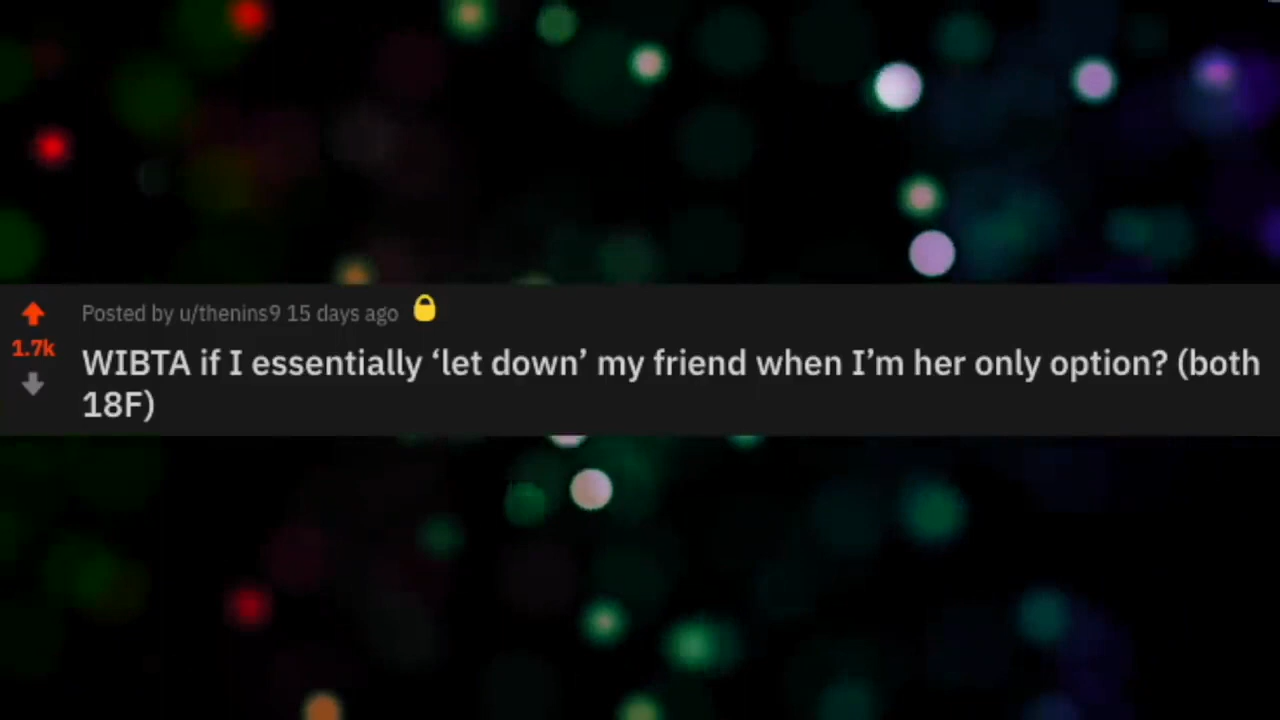 Posted by u/thenins9 15 days ago
1.7k
WIBTA if I essentially ‘let down’ my friend when I’m her only option? (both
18F)